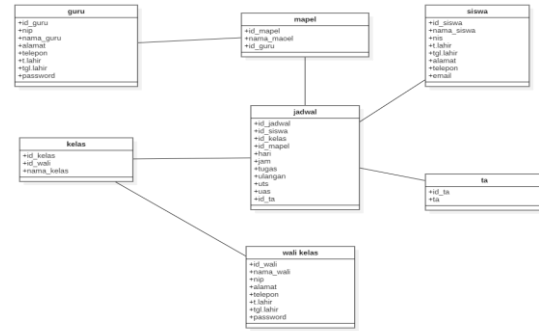 guru
+id_guru
+nip
+nama_guru
+alamat
+telepon
+t.lahir
+tgl.lahir
+password
mapel
+id_mapel
+nama_maoel
+id_guru
siswa
+id_siswa
+nama_siswa
+nis
+t.lahir
+tgl.lahir
+alamat
+telepon
+email
jadwal
+id_jadwal
+id_siswa
+id_kelas
+id_mapel
+hari
+jam
+tugas
+ulangan
+uts
+uas
+id_ta
kelas
+id_kelas
+id_wali
+nama_kelas
ta
+id_ta
+ta
wali kelas
+id_wali
+nama_wali
+nip
+alamat
+telepon
+t.lahir
+tgl.lahir
+password